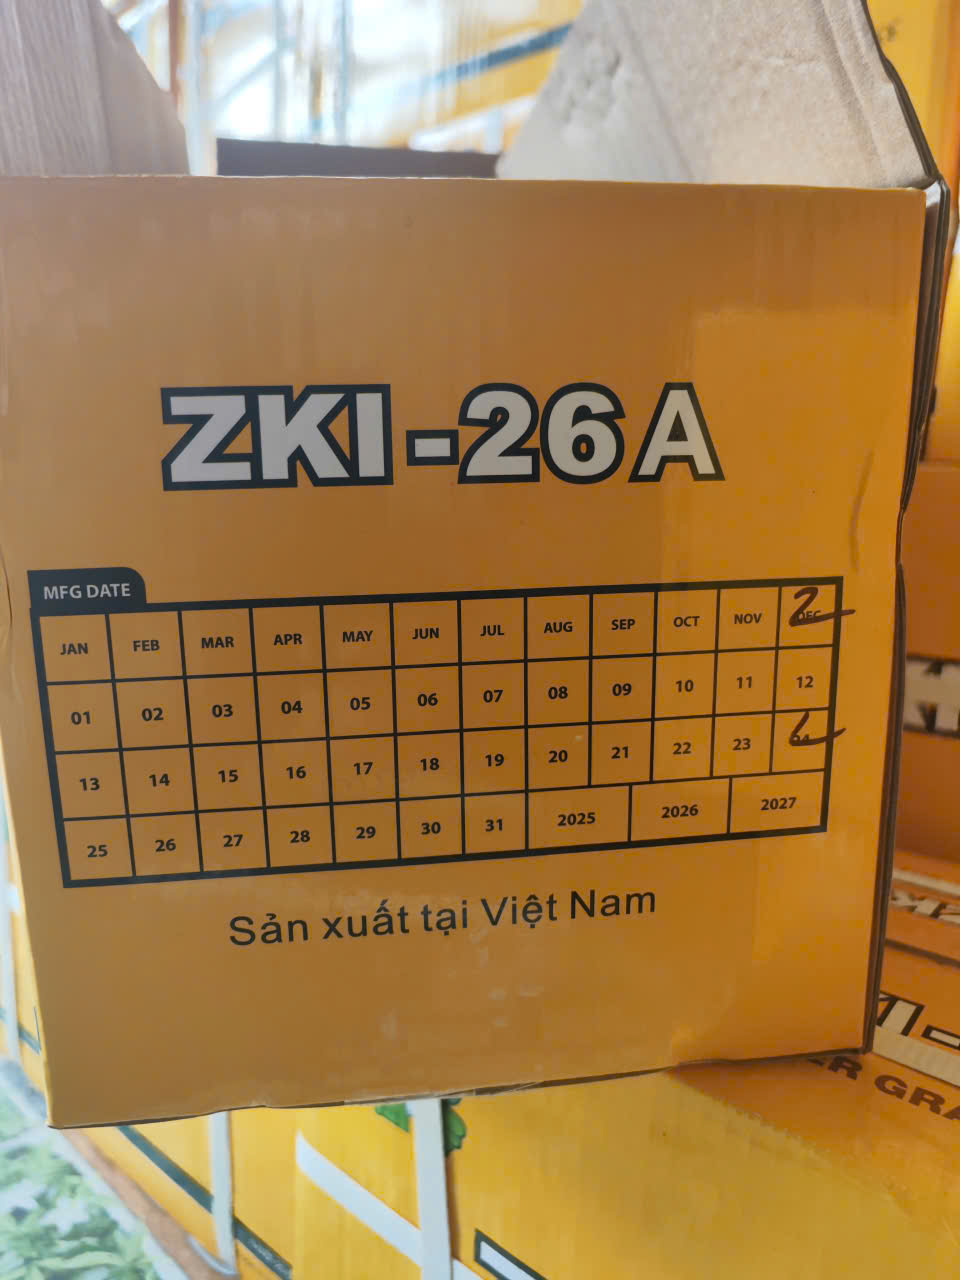 ZKI-26A
MFG DATE
JAN FEB MAR APR MAY JUN JUL AUG SEP OCT NOV DEC
01 02 03 04 05 06 07 08 09 10 11 12
13 14 15 16 17 18 19 20 21 22 23 24
25 26 27 28 29 30 31 2025 2026 2027
Sản xuất tại Việt Nam